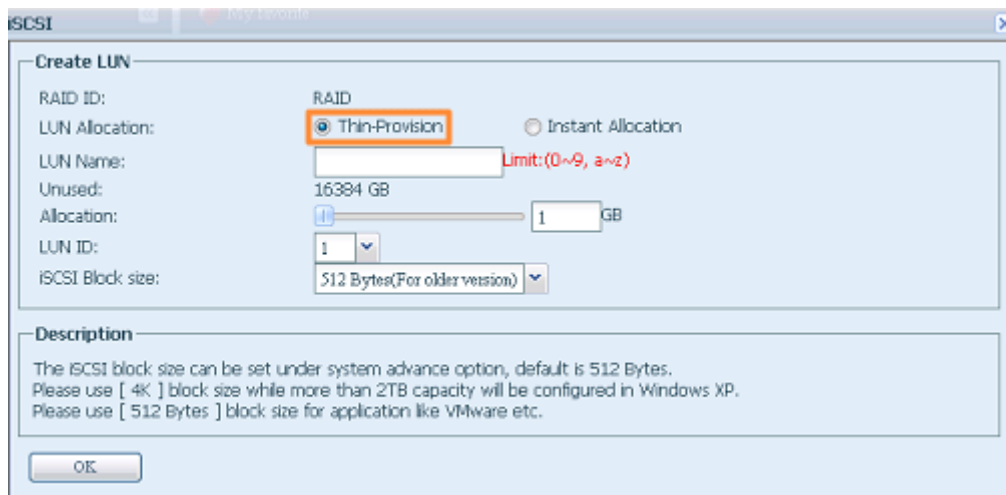 My favorite
iSCSI
Create LUN
RAID ID: RAID
LUN Allocation: Thin-Provision Instant Allocation
LUN Name: Limit:(0~9, a~z)
Unused: 16384 GB
Allocation: 1 GB
LUN ID: 1
iSCSI Block size: 512 Bytes(For older version)
Description
The iSCSI block size can be set under system advance option, default is 512 Bytes.
Please use [ 4K ] block size while more than 2TB capacity will be configured in Windows XP.
Please use [ 512 Bytes ] block size for application like VMware etc.
OK